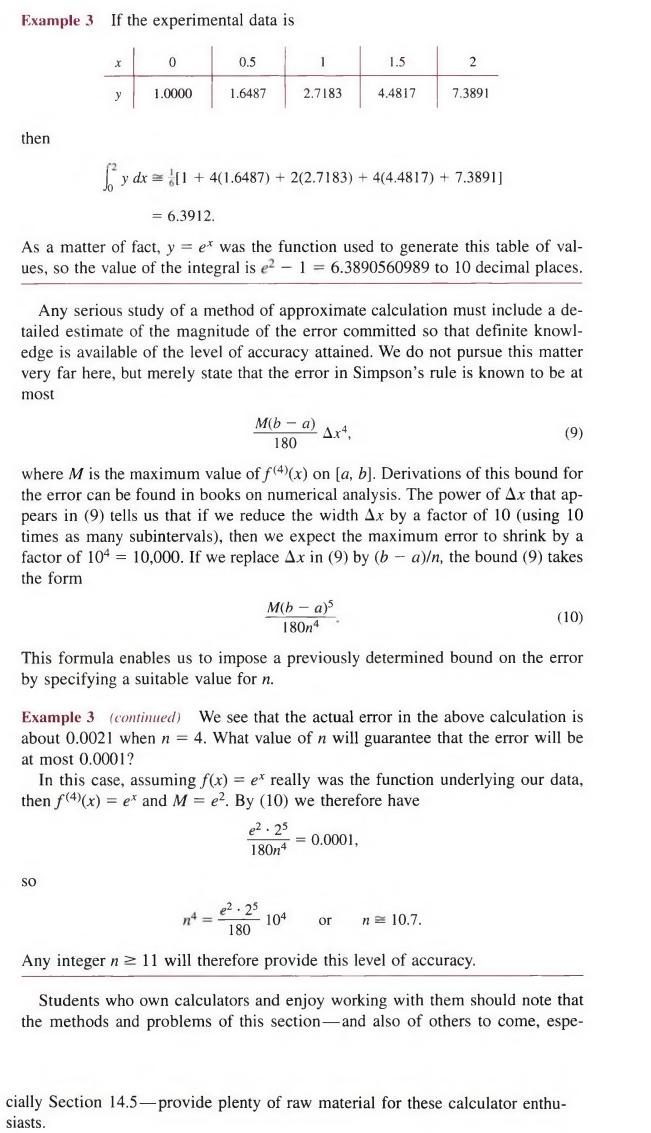 Example 3 If the experimental data is
x 0 0.5 1 1.5 2
y 1.0000 1.6487 2.7183 4.4817 7.3891
then
∫₀² y dx ≅ ⅙[1 + 4(1.6487) + 2(2.7183) + 4(4.4817) + 7.3891]
= 6.3912.
As a matter of fact, y = eˣ was the function used to generate this table of val-
ues, so the value of the integral is e² − 1 = 6.3890560989 to 10 decimal places.
Any serious study of a method of approximate calculation must include a de-
tailed estimate of the magnitude of the error committed so that definite knowl-
edge is available of the level of accuracy attained. We do not pursue this matter
very far here, but merely state that the error in Simpson's rule is known to be at
most
M(b − a)/180 Δx⁴, (9)
where M is the maximum value of f⁽⁴⁾(x) on [a, b]. Derivations of this bound for
the error can be found in books on numerical analysis. The power of Δx that ap-
pears in (9) tells us that if we reduce the width Δx by a factor of 10 (using 10
times as many subintervals), then we expect the maximum error to shrink by a
factor of 10⁴ = 10,000. If we replace Δx in (9) by (b − a)/n, the bound (9) takes
the form
M(b − a)⁵/180n⁴. (10)
This formula enables us to impose a previously determined bound on the error
by specifying a suitable value for n.
Example 3 (continued) We see that the actual error in the above calculation is
about 0.0021 when n = 4. What value of n will guarantee that the error will be
at most 0.0001?
In this case, assuming f(x) = eˣ really was the function underlying our data,
then f⁽⁴⁾(x) = eˣ and M = e². By (10) we therefore have
e² · 2⁵/180n⁴ = 0.0001,
so
n⁴ = e² · 2⁵/180 10⁴ or n ≅ 10.7.
Any integer n ≥ 11 will therefore provide this level of accuracy.
Students who own calculators and enjoy working with them should note that
the methods and problems of this section—and also of others to come, espe-
cially Section 14.5—provide plenty of raw material for these calculator enthu-
siasts.